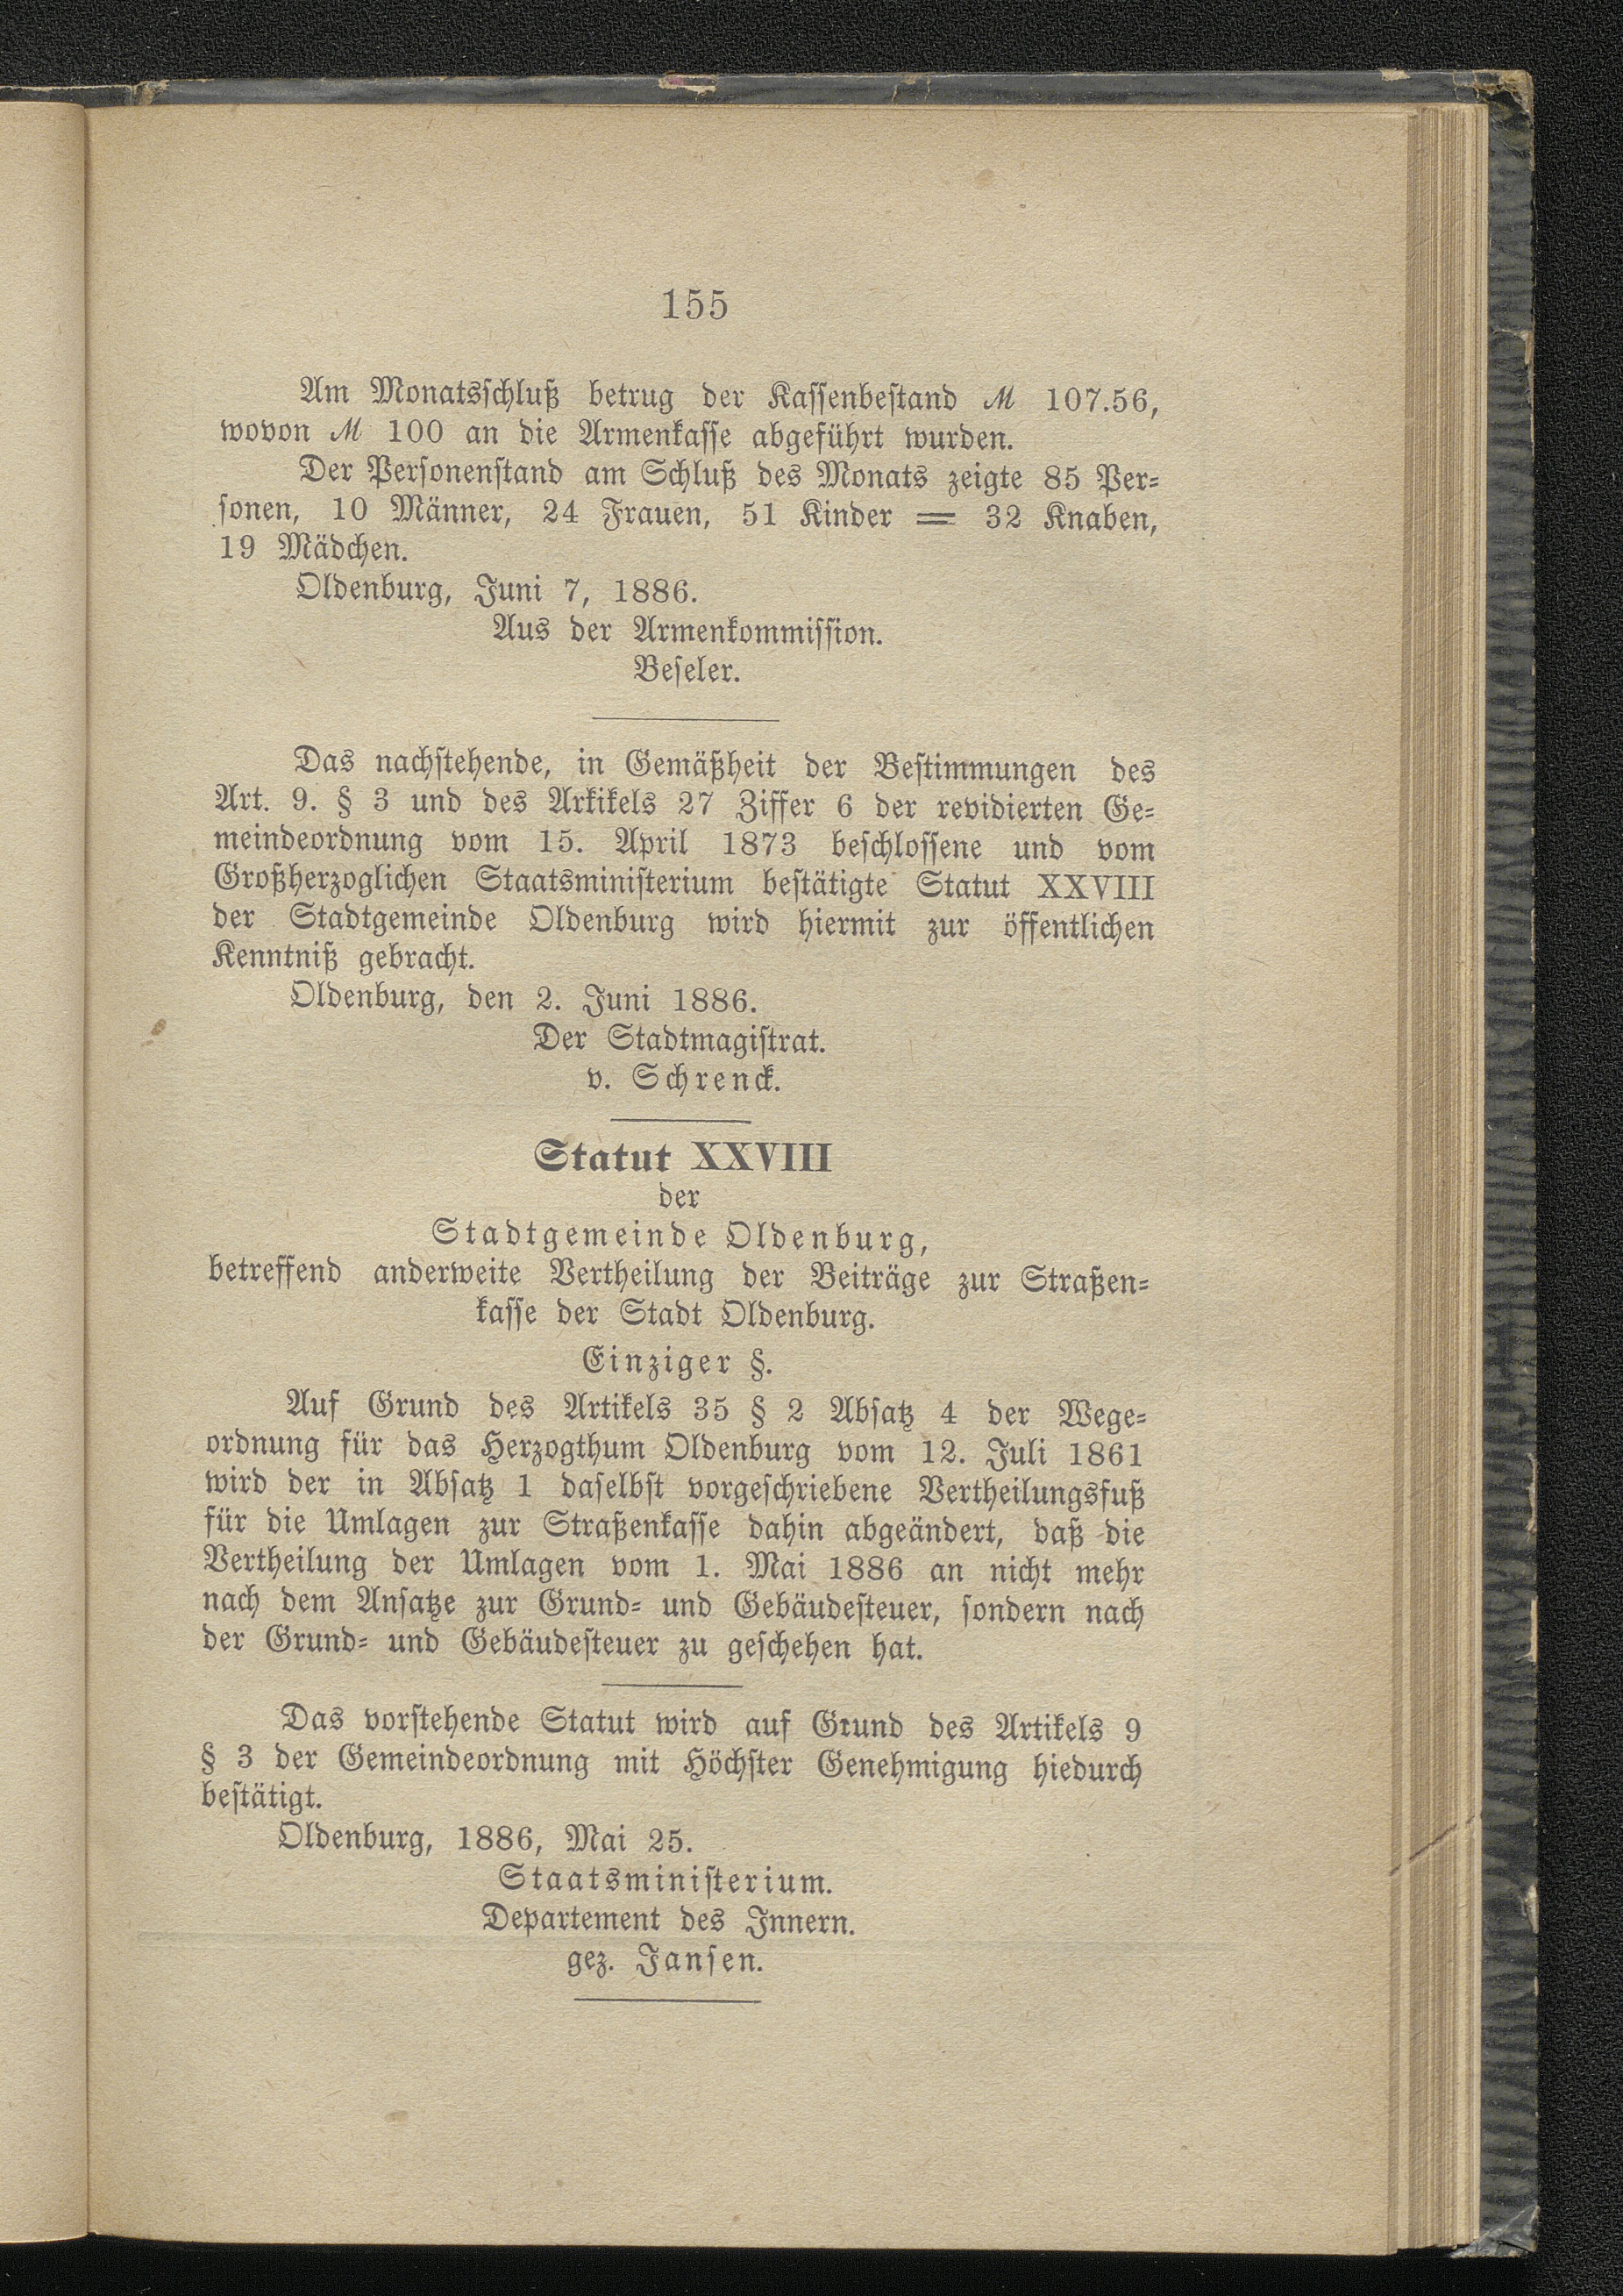 155
Am Monatsschluß betrug der Kassenbestand ℳ 107.56,
wovon ℳ 100 an die Armenkasse abgeführt wurden.
Der Personenstand am Schluß des Monats zeigte 85 Per-
sonen, 10 Männer, 24 Frauen, 51 Kinder = 32 Knaben,
19 Mädchen.
Oldenburg, Juni 7, 1886.
Aus der Armenkommission.
Beseler.
Das nachstehende, in Gemäßheit der Bestimmungen des
Art. 9. § 3 und des Arkikels 27 Ziffer 6 der revidierten Ge-
meindeordnung vom 15. April 1873 beschlossene und vom
Großherzoglichen Staatsministerium bestätigte Statut XXVIII
der Stadtgemeinde Oldenburg wird hiermit zur öffentlichen
Kenntniß gebracht.
Oldenburg, den 2. Juni 1886.
Der Stadtmagistrat.
v. Schrenck.
Statut XXVIII
der
Stadtgemeinde Oldenburg,
betreffend anderweite Vertheilung der Beiträge zur Straßen-
kasse der Stadt Oldenburg.
Einziger §.
Auf Grund des Artikels 35 § 2 Absatz 4 der Wege-
ordnung für das Herzogthum Oldenburg vom 12. Juli 1861
wird der in Absatz 1 daselbst vorgeschriebene Vertheilungsfuß
für die Umlagen zur Straßenkasse dahin abgeändert, daß die
Vertheilung der Umlagen vom 1. Mai 1886 an nicht mehr
nach dem Ansatze zur Grund- und Gebäudesteuer, sondern nach
der Grund- und Gebäudesteuer zu geschehen hat.
Das vorstehende Statut wird auf Grund des Artikels 9
§ 3 der Gemeindeordnung mit Höchster Genehmigung hiedurch
bestätigt.
Oldenburg, 1886, Mai 25.
Staatsministerium.
Departement des Innern.
gez. Jansen.